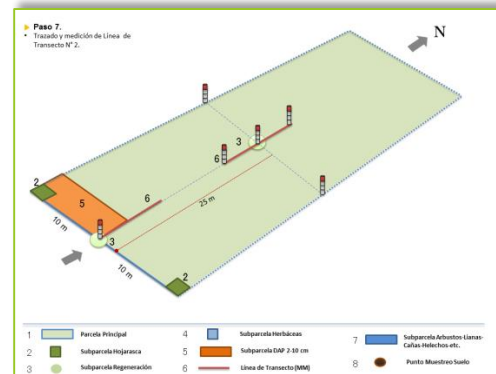 Paso 7.
• Trazado y medición de Línea de
Transecto N° 2.
N
3
6
2
6
5
25 m
10 m
3
10 m
2
1 Parcela Principal
4 Subparcela Herbáceas
7 Subparcela Arbustos-Lianas-
Cañas-Helechos-etc.
2 Subparcela Hojarasca
5 Subparcela DAP 2-10 cm
3 Subparcela Regeneración
6 Línea de Transecto (MM)
8 Punto Muestreo Suelo